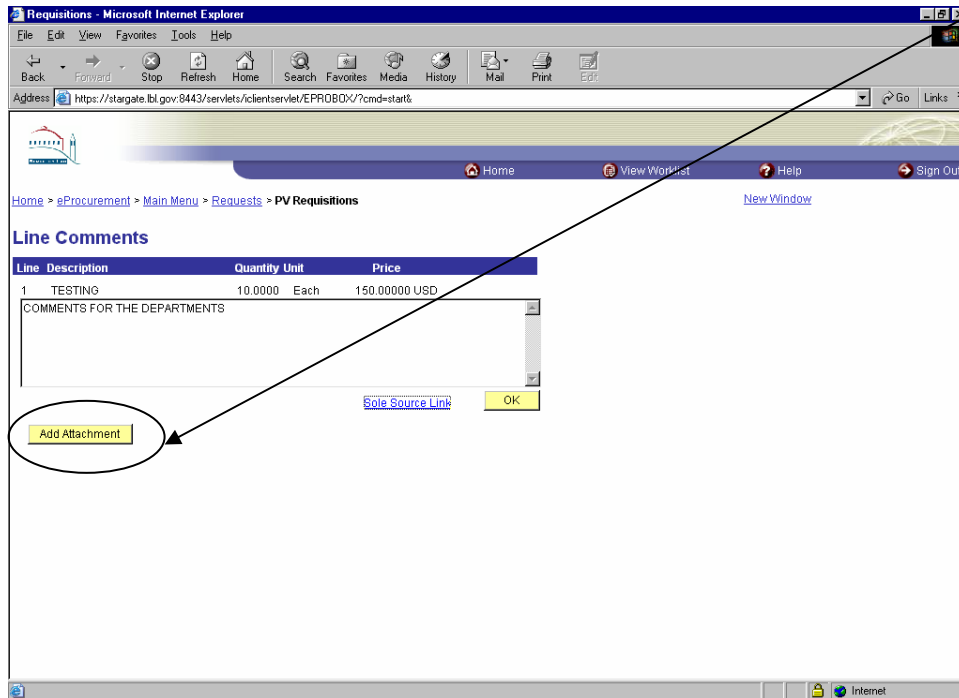 Requisitions - Microsoft Internet Explorer
File Edit View Favorites Tools Help
Back Forward Stop Refresh Home Search Favorites Media History Mail Print Edit
Address https://stargate.lbl.gov:8443/servlets/iclientservlet/EPROBOX/?cmd=start& Go Links
Home View Worklist Help Sign Out
Home > eProcurement > Main Menu > Requests > PV Requisitions New Window
Line Comments
Line Description Quantity Unit Price
1 TESTING 10.0000 Each 150.00000 USD
COMMENTS FOR THE DEPARTMENTS
Sole Source Link OK
Add Attachment
Internet